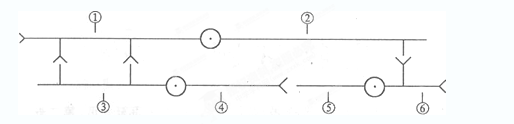 ① ②
③ ④ ⑤ ⑥